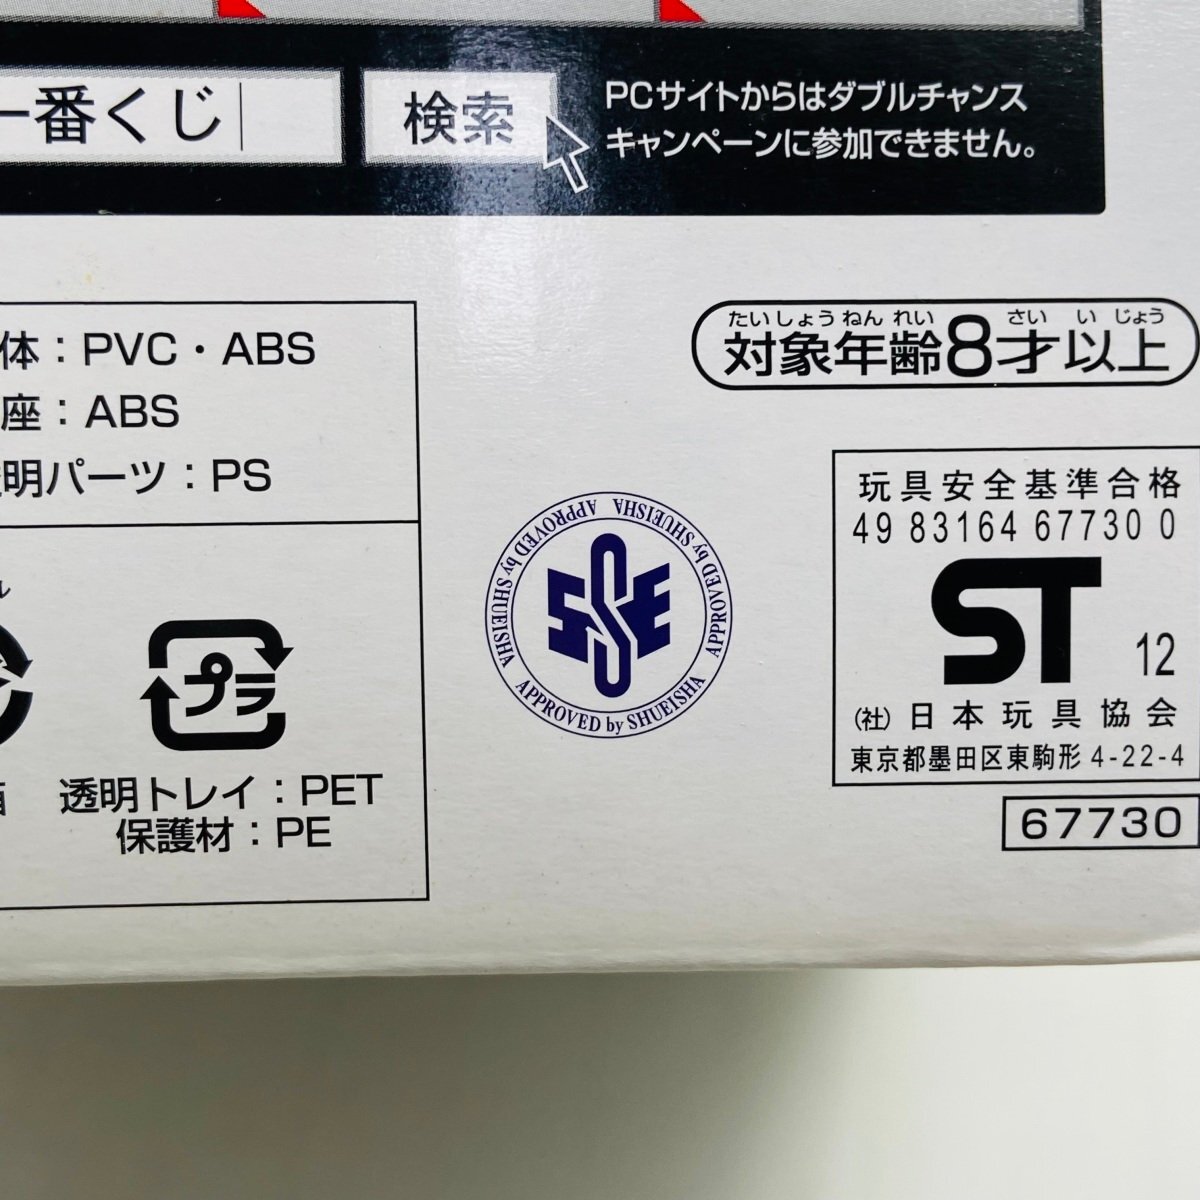 一番くじ
検索
PCサイトからはダブルチャンス
キャンペーンに参加できません。
体：PVC・ABS
座：ABS
明パーツ：PS
プラ
透明トレイ：PET
保護材：PE
APPROVED by SHUEISHA APPROVED by SHUEISHA APPROVED by SHUEISHA
SSE
たいしょうねんれい さい いじょう
対象年齢8才以上
玩具安全基準合格
49 83164 67730 0
ST 12
(社)日本玩具協会
東京都墨田区東駒形4-22-4
67730